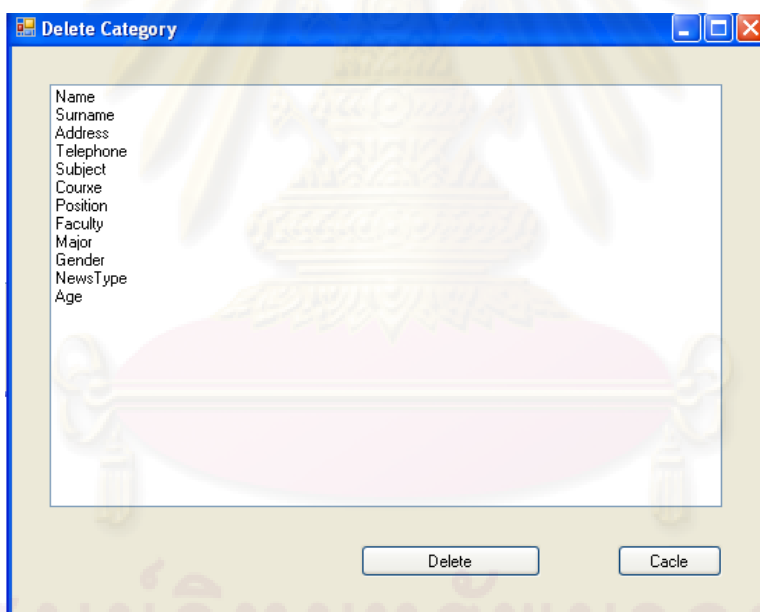 Delete Category
Name
Surname
Address
Telephone
Subject
Courxe
Position
Faculty
Major
Gender
NewsType
Age
Delete Cacle